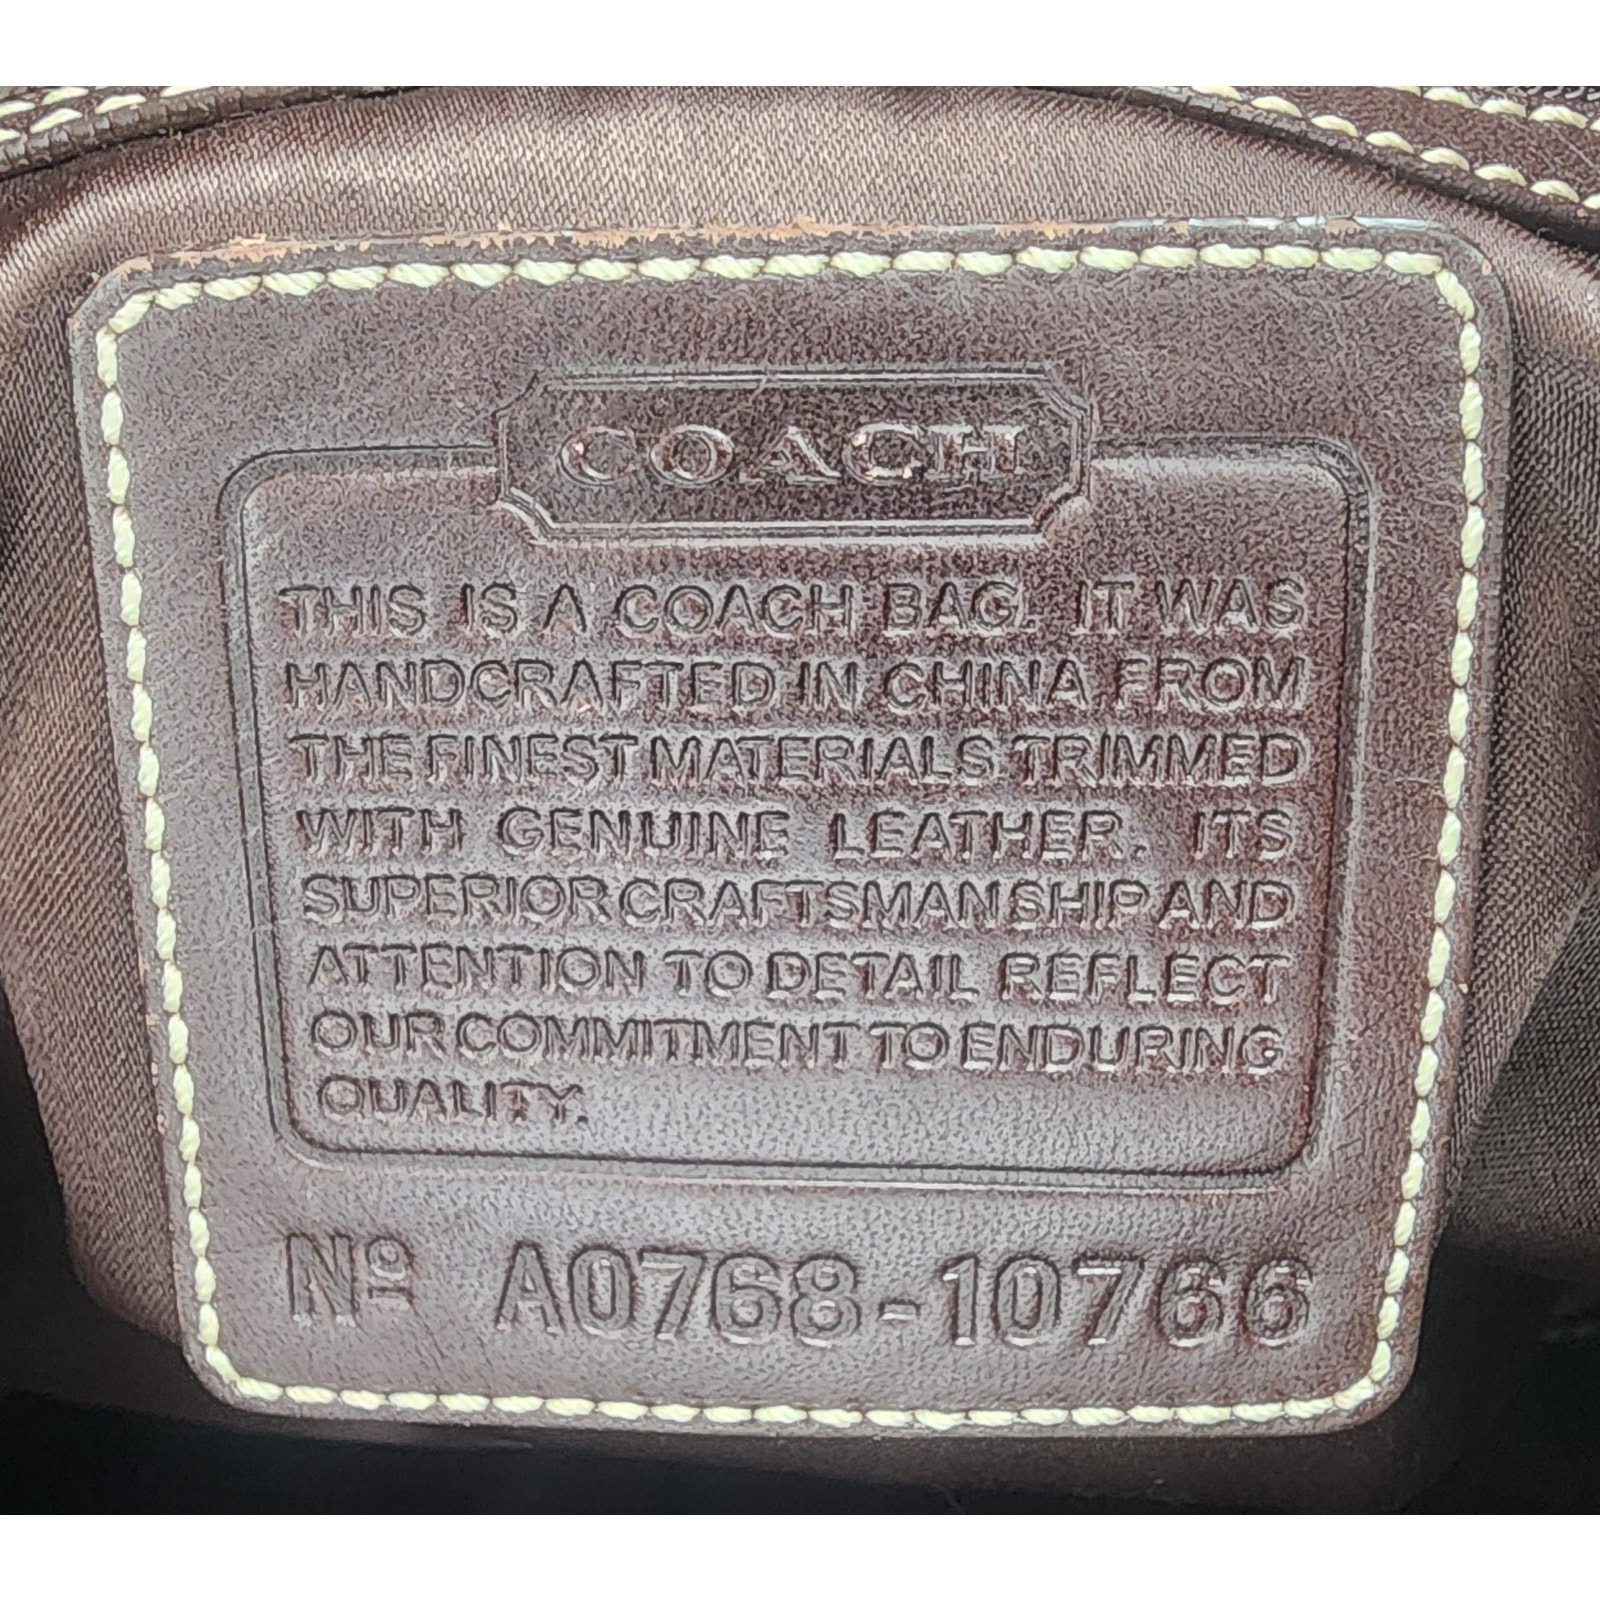 COACH
THIS IS A COACH BAG. IT WAS
HANDCRAFTED IN CHINA FROM
THE FINEST MATERIALS TRIMMED
WITH GENUINE LEATHER. ITS
SUPERIOR CRAFTSMANSHIP AND
ATTENTION TO DETAIL REFLECT
OUR COMMITMENT TO ENDURING
QUALITY.
Nº A0768-10766